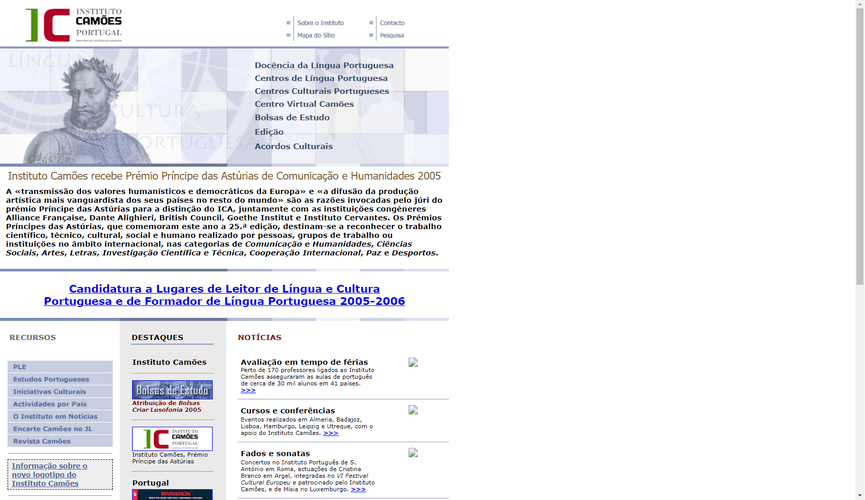 INSTITUTO
CAMÕES
PORTUGAL
Sobre o Instituto
Contacto
Mapa do Sítio
Pesquisa
LÍNGUA
CULTURA
PORTUGUESA
Docência da Língua Portuguesa
Centros de Língua Portuguesa
Centros Culturais Portugueses
Centro Virtual Camões
Bolsas de Estudo
Edição
Acordos Culturais
Instituto Camões recebe Prémio Príncipe das Astúrias de Comunicação e Humanidades 2005
A «transmissão dos valores humanísticos e democráticos da Europa» e «a difusão da produção
artística mais vanguardista dos seus países no resto do mundo» são as razões invocadas pelo júri do
prémio Príncipe das Astúrias para a distinção do ICA, juntamente com as instituições congéneres
Alliance Française, Dante Alighieri, British Council, Goethe Institut e Instituto Cervantes. Os Prémios
Príncipes das Astúrias, que comemoram este ano a 25.ª edição, destinam-se a reconhecer o trabalho
científico, técnico, cultural, social e humano realizado por pessoas, grupos de trabalho ou
instituições no âmbito internacional, nas categorias de Comunicação e Humanidades, Ciências
Sociais, Artes, Letras, Investigação Científica e Técnica, Cooperação Internacional, Paz e Desportos.
Candidatura a Lugares de Leitor de Língua e Cultura
Portuguesa e de Formador de Língua Portuguesa 2005-2006
RECURSOS
PLE
Estudos Portugueses
Iniciativas Culturais
Actividades por País
O Instituto em Notícias
Encarte Camões no JL
Revista Camões
Informação sobre o
novo logotipo do
Instituto Camões
DESTAQUES
Instituto Camões
Bolsas de Estudo
Atribuição de Bolsas
Criar Lusofonia 2005
INSTITUTO
CAMÕES
PORTUGAL
Instituto Camões, Prémio
Príncipe das Astúrias
Portugal
NOTÍCIAS
Avaliação em tempo de férias
Perto de 170 professores ligados ao Instituto
Camões asseguraram as aulas de português
de cerca de 30 mil alunos em 41 países.
>>>
Cursos e conferências
Eventos realizados em Almeria, Badajoz,
Lisboa, Hamburgo, Leipzig e Utreque, com o
apoio do Instituto Camões. >>>
Fados e sonatas
Concertos no Instituto Português de S.
António em Roma, actuações de Cristina
Branco em Argel, integradas no VI Festival
Cultural Europeu e patrocinado pelo Instituto
Camões, e de Mísia no Luxemburgo. >>>